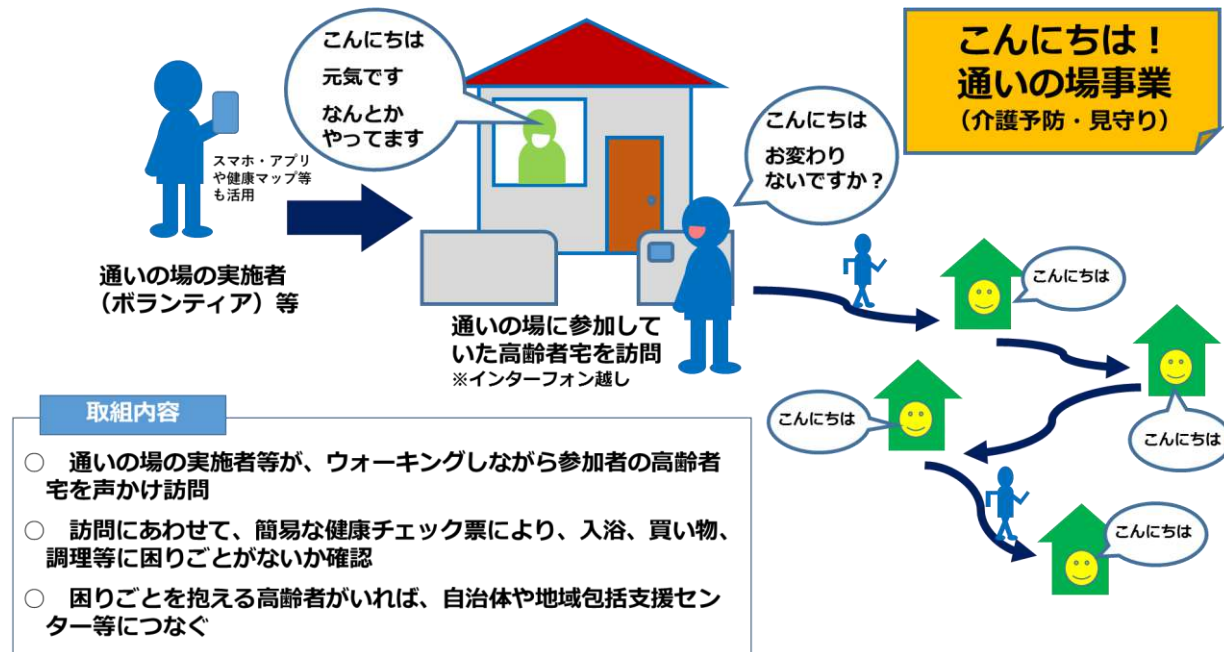 こんにちは！
通いの場事業
（介護予防・見守り）
こんにちは
元気です
なんとか
やってます
スマホ・アプリ
や健康マップ等
も活用
通いの場の実施者
（ボランティア）等
こんにちは
お変わり
ないですか？
通いの場に参加して
いた高齢者宅を訪問
※インターフォン越し
こんにちは
こんにちは
こんにちは
こんにちは
取組内容
○　通いの場の実施者等が、ウォーキングしながら参加者の高齢者
宅を声かけ訪問
○　訪問にあわせて、簡易な健康チェック票により、入浴、買い物、
調理等に困りごとがないか確認
○　困りごとを抱える高齢者がいれば、自治体や地域包括支援セン
ター等につなぐ